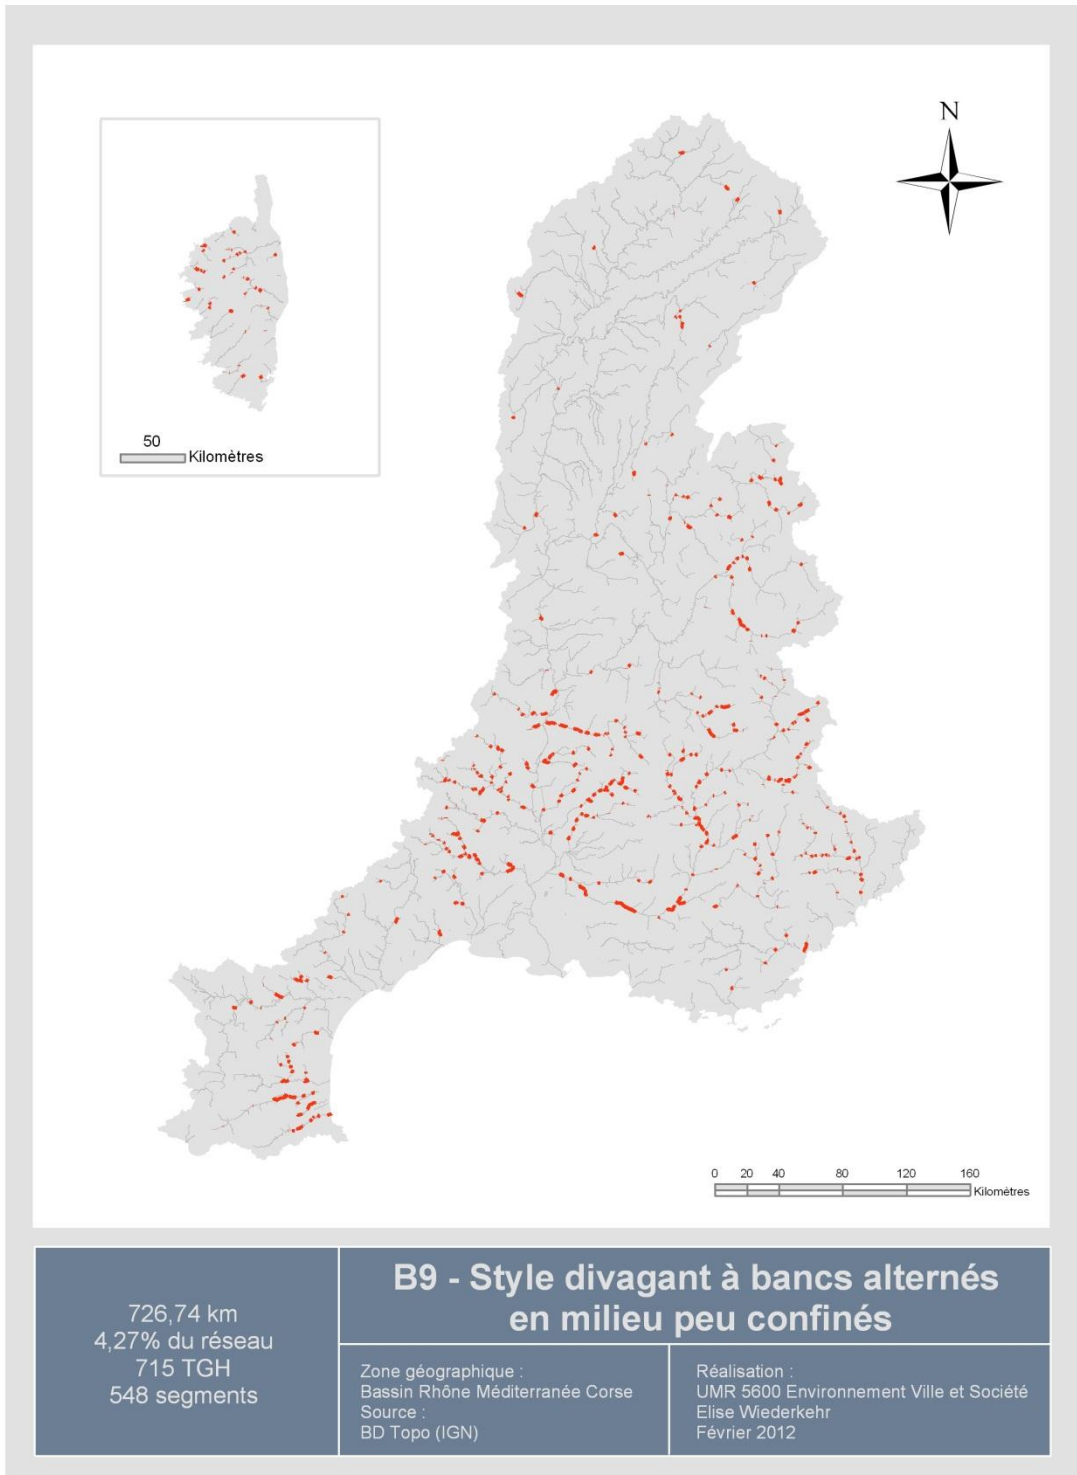 N
50
Kilomètres
0 20 40 80 120 160
Kilomètres
726,74 km
4,27% du réseau
715 TGH
548 segments
B9 - Style divagant à bancs alternés
en milieu peu confinés
Zone géographique :
Bassin Rhône Méditerranée Corse
Source :
BD Topo (IGN)
Réalisation :
UMR 5600 Environnement Ville et Société
Elise Wiederkehr
Février 2012